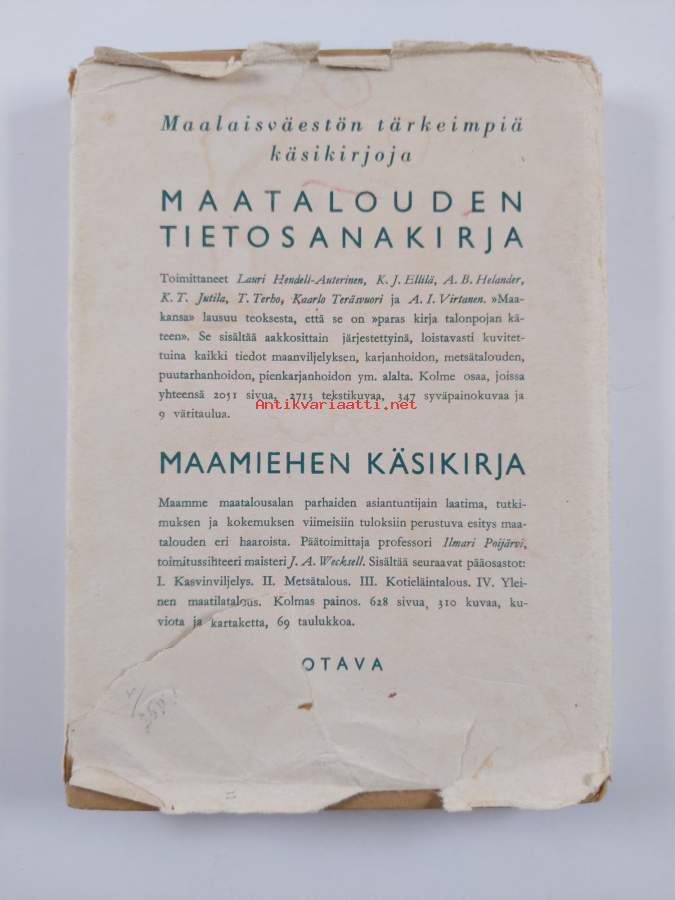 Maalaisväestön tärkeimpiä
käsikirjoja
MAATALOUDEN
TIETOSANAKIRJA
Toimittaneet Lauri Hendell-Auterinen, K. J. Ellilä, A. B. Helander,
K. T. Jutila, T. Terho, Kaarlo Teräsvuori ja A. I. Virtanen. »Maa-
kansa» lausuu teoksesta, että se on »paras kirja talonpojan kä-
teen». Se sisältää aakkosittain järjestettyinä, loistavasti kuvitet-
tuina kaikki tiedot maanviljelyksen, karjanhoidon, metsätalouden,
puutarhanhoidon, pienkarjanhoidon ym. alalta. Kolme osaa, joissa
yhteensä 2051 sivua, 2713 tekstikuvaa, 347 syväpainokuvaa ja
Antikvariaatti.net
9 väritaulua.
MAAMIEHEN KÄSIKIRJA
Maamme maatalousalan parhaiden asiantuntijain laatima, tutki-
muksen ja kokemuksen viimeisiin tuloksiin perustuva esitys maa-
talouden eri haaroista. Päätoimittaja professori Ilmari Poijärvi,
toimitussihteeri maisteri J. A. Wecksell. Sisältää seuraavat pääosastot:
I. Kasvinviljelys. II. Metsätalous. III. Kotieläintalous. IV. Ylei-
nen maatilatalous. Kolmas painos. 628 sivua, 310 kuvaa, ku-
viota ja kartaketta, 69 taulukkoa.
OTAVA